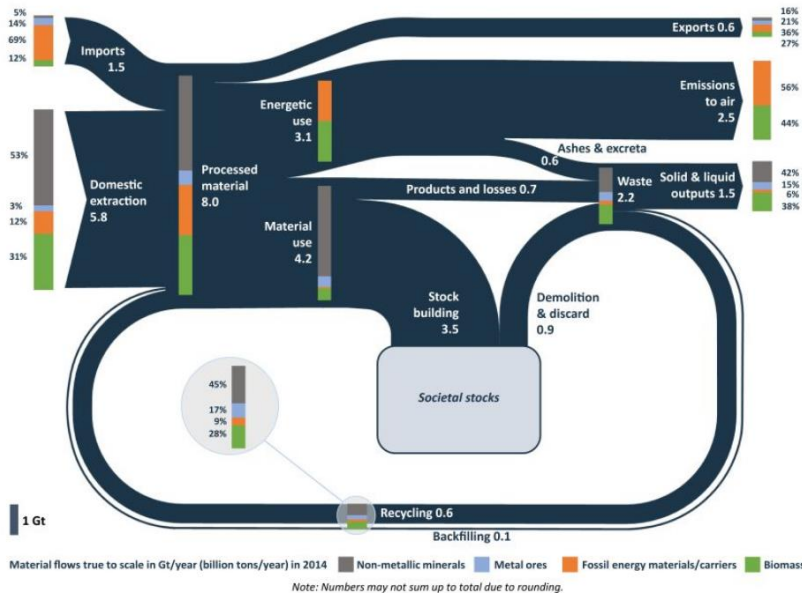 5%
14%
69%
12%
Imports
1.5
Exports 0.6
16%
21%
36%
27%
53%
3%
12%
31%
Domestic
extraction
5.8
Processed
material
8.0
Energetic
use
3.1
Emissions
to air
2.5
56%
44%
Ashes & excreta
0.6
Products and losses 0.7
Waste
2.2
Solid & liquid
outputs 1.5
42%
15%
6%
38%
Material
use
4.2
Stock
building
3.5
Demolition
& discard
0.9
Societal stocks
45%
17%
9%
28%
Recycling 0.6
Backfilling 0.1
1 Gt
Material flows true to scale in Gt/year (billion tons/year) in 2014
Non-metallic minerals
Metal ores
Fossil energy materials/carriers
Biomass
Note: Numbers may not sum up to total due to rounding.